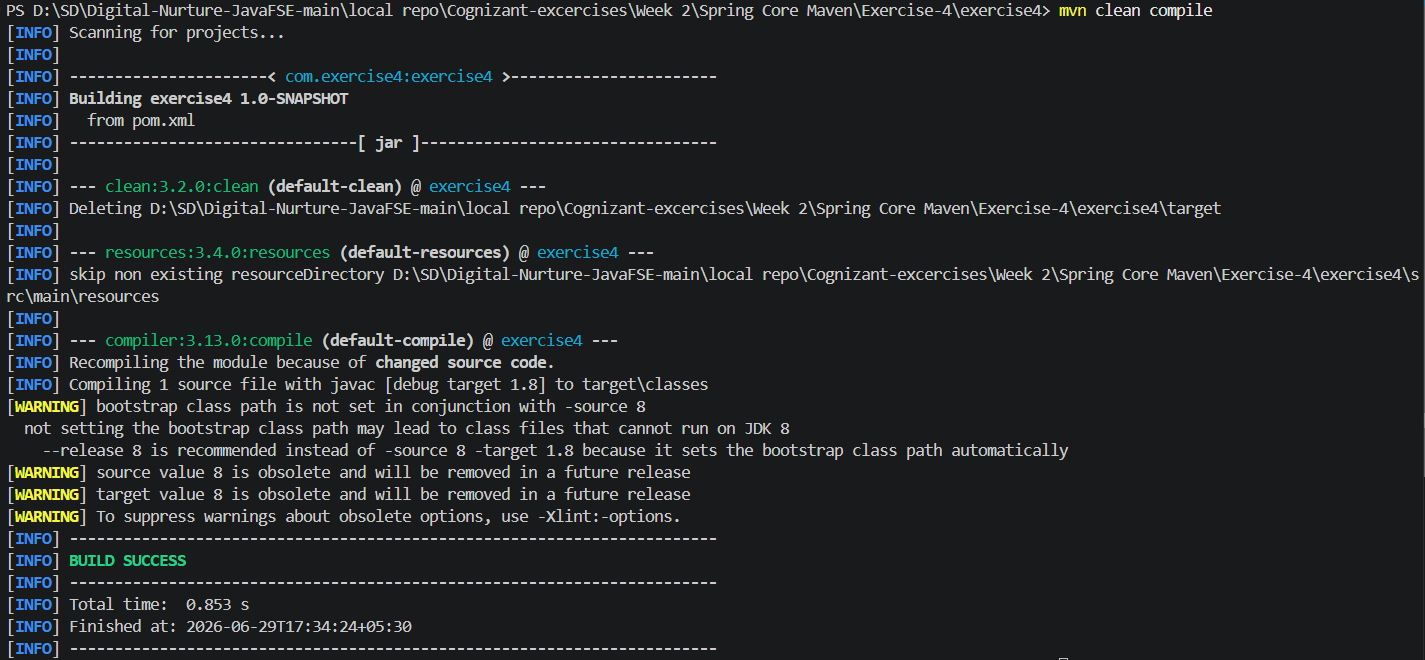 PS D:\SD\Digital-Nurture-JavaFSE-main\local repo\Cognizant-excercises\Week 2\Spring Core Maven\Exercise-4\exercise4> mvn clean compile
[INFO] Scanning for projects...
[INFO]
[INFO] ----------------------< com.exercise4:exercise4 >-----------------------
[INFO] Building exercise4 1.0-SNAPSHOT
[INFO]   from pom.xml
[INFO] --------------------------------[ jar ]---------------------------------
[INFO]
[INFO] --- clean:3.2.0:clean (default-clean) @ exercise4 ---
[INFO] Deleting D:\SD\Digital-Nurture-JavaFSE-main\local repo\Cognizant-excercises\Week 2\Spring Core Maven\Exercise-4\exercise4\target
[INFO]
[INFO] --- resources:3.4.0:resources (default-resources) @ exercise4 ---
[INFO] skip non existing resourceDirectory D:\SD\Digital-Nurture-JavaFSE-main\local repo\Cognizant-excercises\Week 2\Spring Core Maven\Exercise-4\exercise4\s
rc\main\resources
[INFO]
[INFO] --- compiler:3.13.0:compile (default-compile) @ exercise4 ---
[INFO] Recompiling the module because of changed source code.
[INFO] Compiling 1 source file with javac [debug target 1.8] to target\classes
[WARNING] bootstrap class path is not set in conjunction with -source 8
  not setting the bootstrap class path may lead to class files that cannot run on JDK 8
    --release 8 is recommended instead of -source 8 -target 1.8 because it sets the bootstrap class path automatically
[WARNING] source value 8 is obsolete and will be removed in a future release
[WARNING] target value 8 is obsolete and will be removed in a future release
[WARNING] To suppress warnings about obsolete options, use -Xlint:-options.
[INFO] ------------------------------------------------------------------------
[INFO] BUILD SUCCESS
[INFO] ------------------------------------------------------------------------
[INFO] Total time:  0.853 s
[INFO] Finished at: 2026-06-29T17:34:24+05:30
[INFO] ------------------------------------------------------------------------